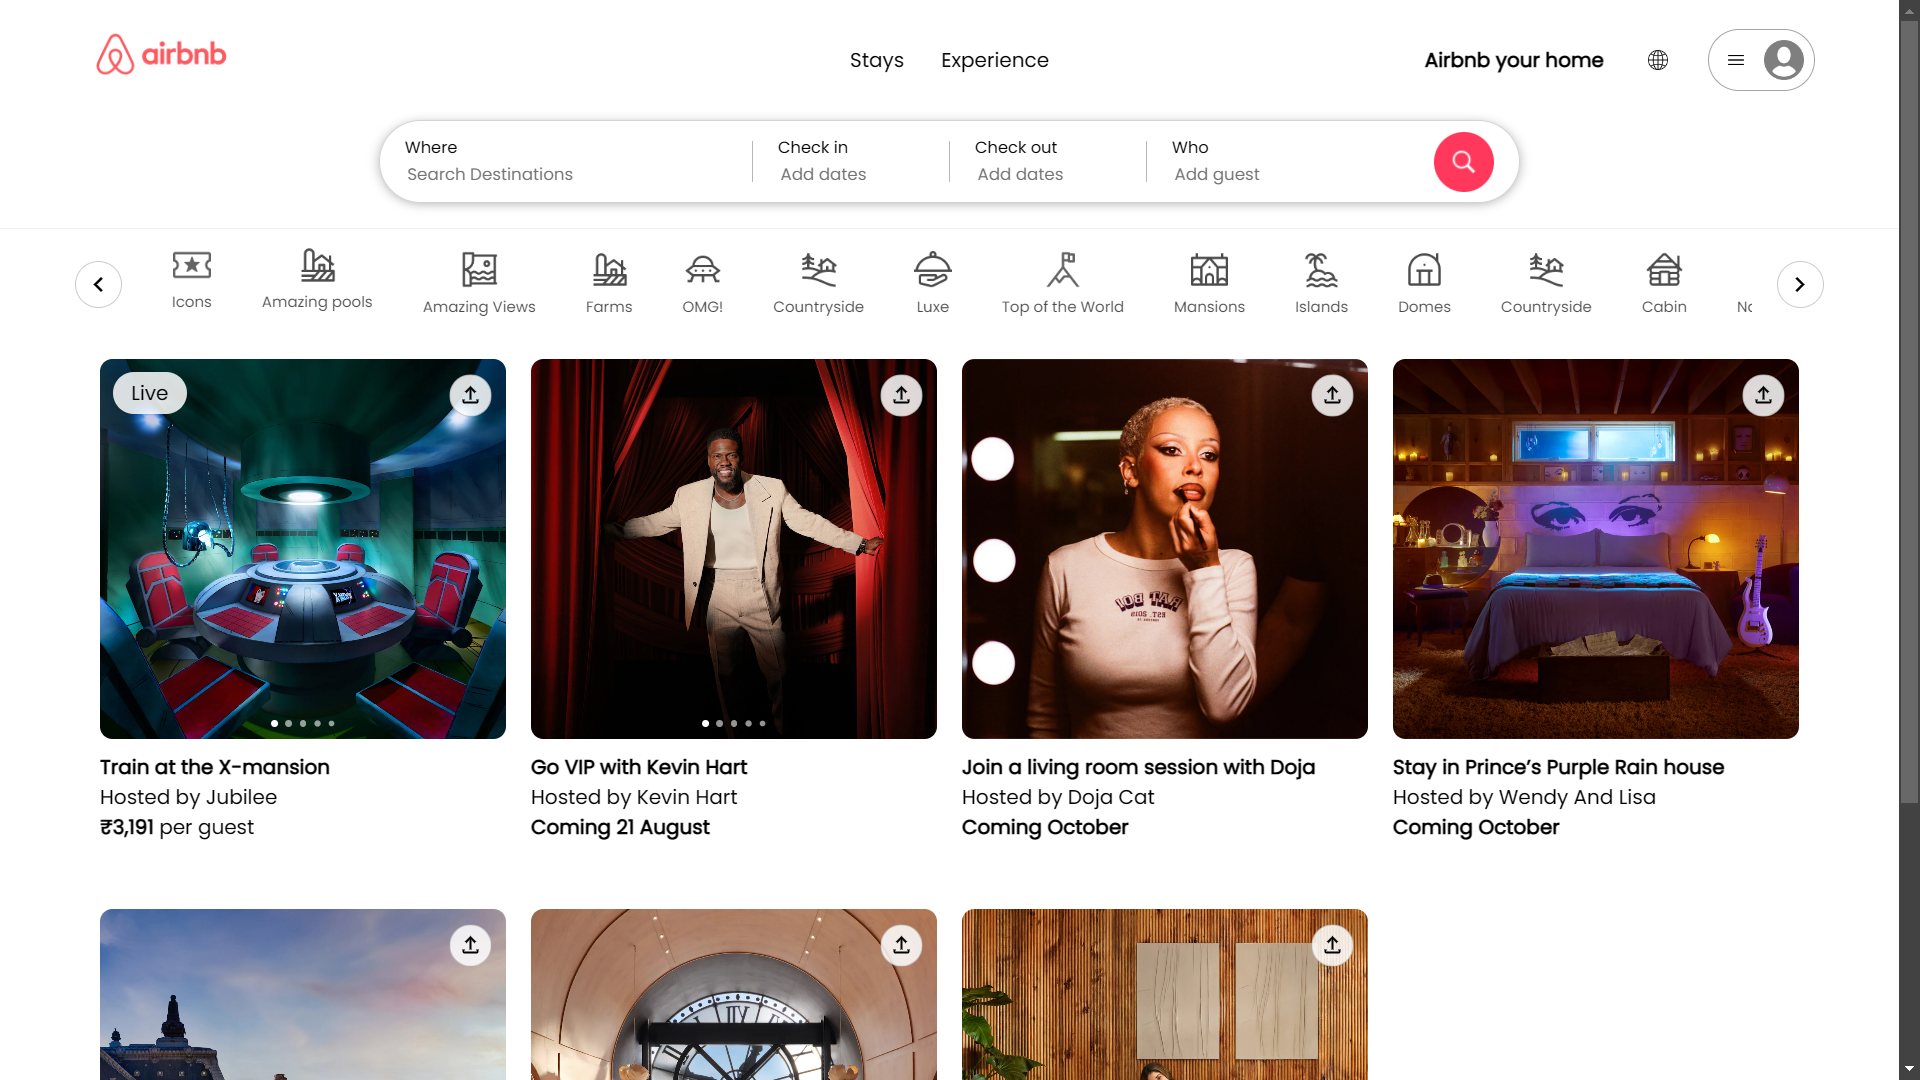 airbnb
Stays Experience
Airbnb your home
Where
Search Destinations
Check in
Add dates
Check out
Add dates
Who
Add guest
Icons
Amazing pools
Amazing Views
Farms
OMG!
Countryside
Luxe
Top of the World
Mansions
Islands
Domes
Countryside
Cabin
Live
Train at the X-mansion
Hosted by Jubilee
₹3,191 per guest
Go VIP with Kevin Hart
Hosted by Kevin Hart
Coming 21 August
Join a living room session with Doja
Hosted by Doja Cat
Coming October
Stay in Prince’s Purple Rain house
Hosted by Wendy And Lisa
Coming October